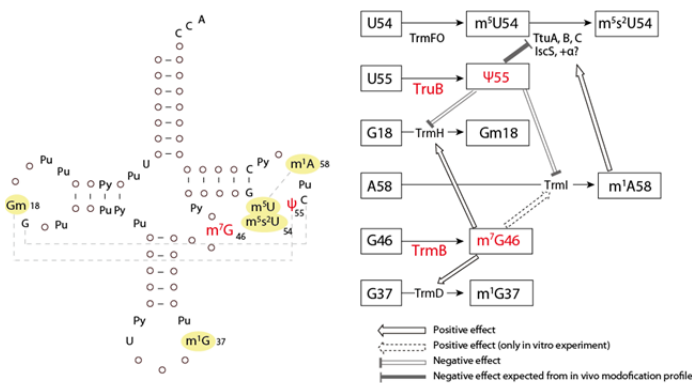 C C A
U
Pu
Pu
Py Pu
Pu Py
Gm 18
G
Pu
Pu
Py
C
G
m¹A 58
Pu
C
Ψ 55
m⁵U
m⁵s²U 54
Py
m⁷G 46
Py
Pu
U
m¹G 37
U54
TrmFO
m⁵U54
TtuA, B, C
IscS, +α?
m⁵s²U54
U55
TruB
Ψ55
G18
TrmH
Gm18
A58
TrmI
m¹A58
G46
TrmB
m⁷G46
G37
TrmD
m¹G37
Positive effect
Positive effect (only in vitro experiment)
Negative effect
Negative effect expected from in vivo modofication profile